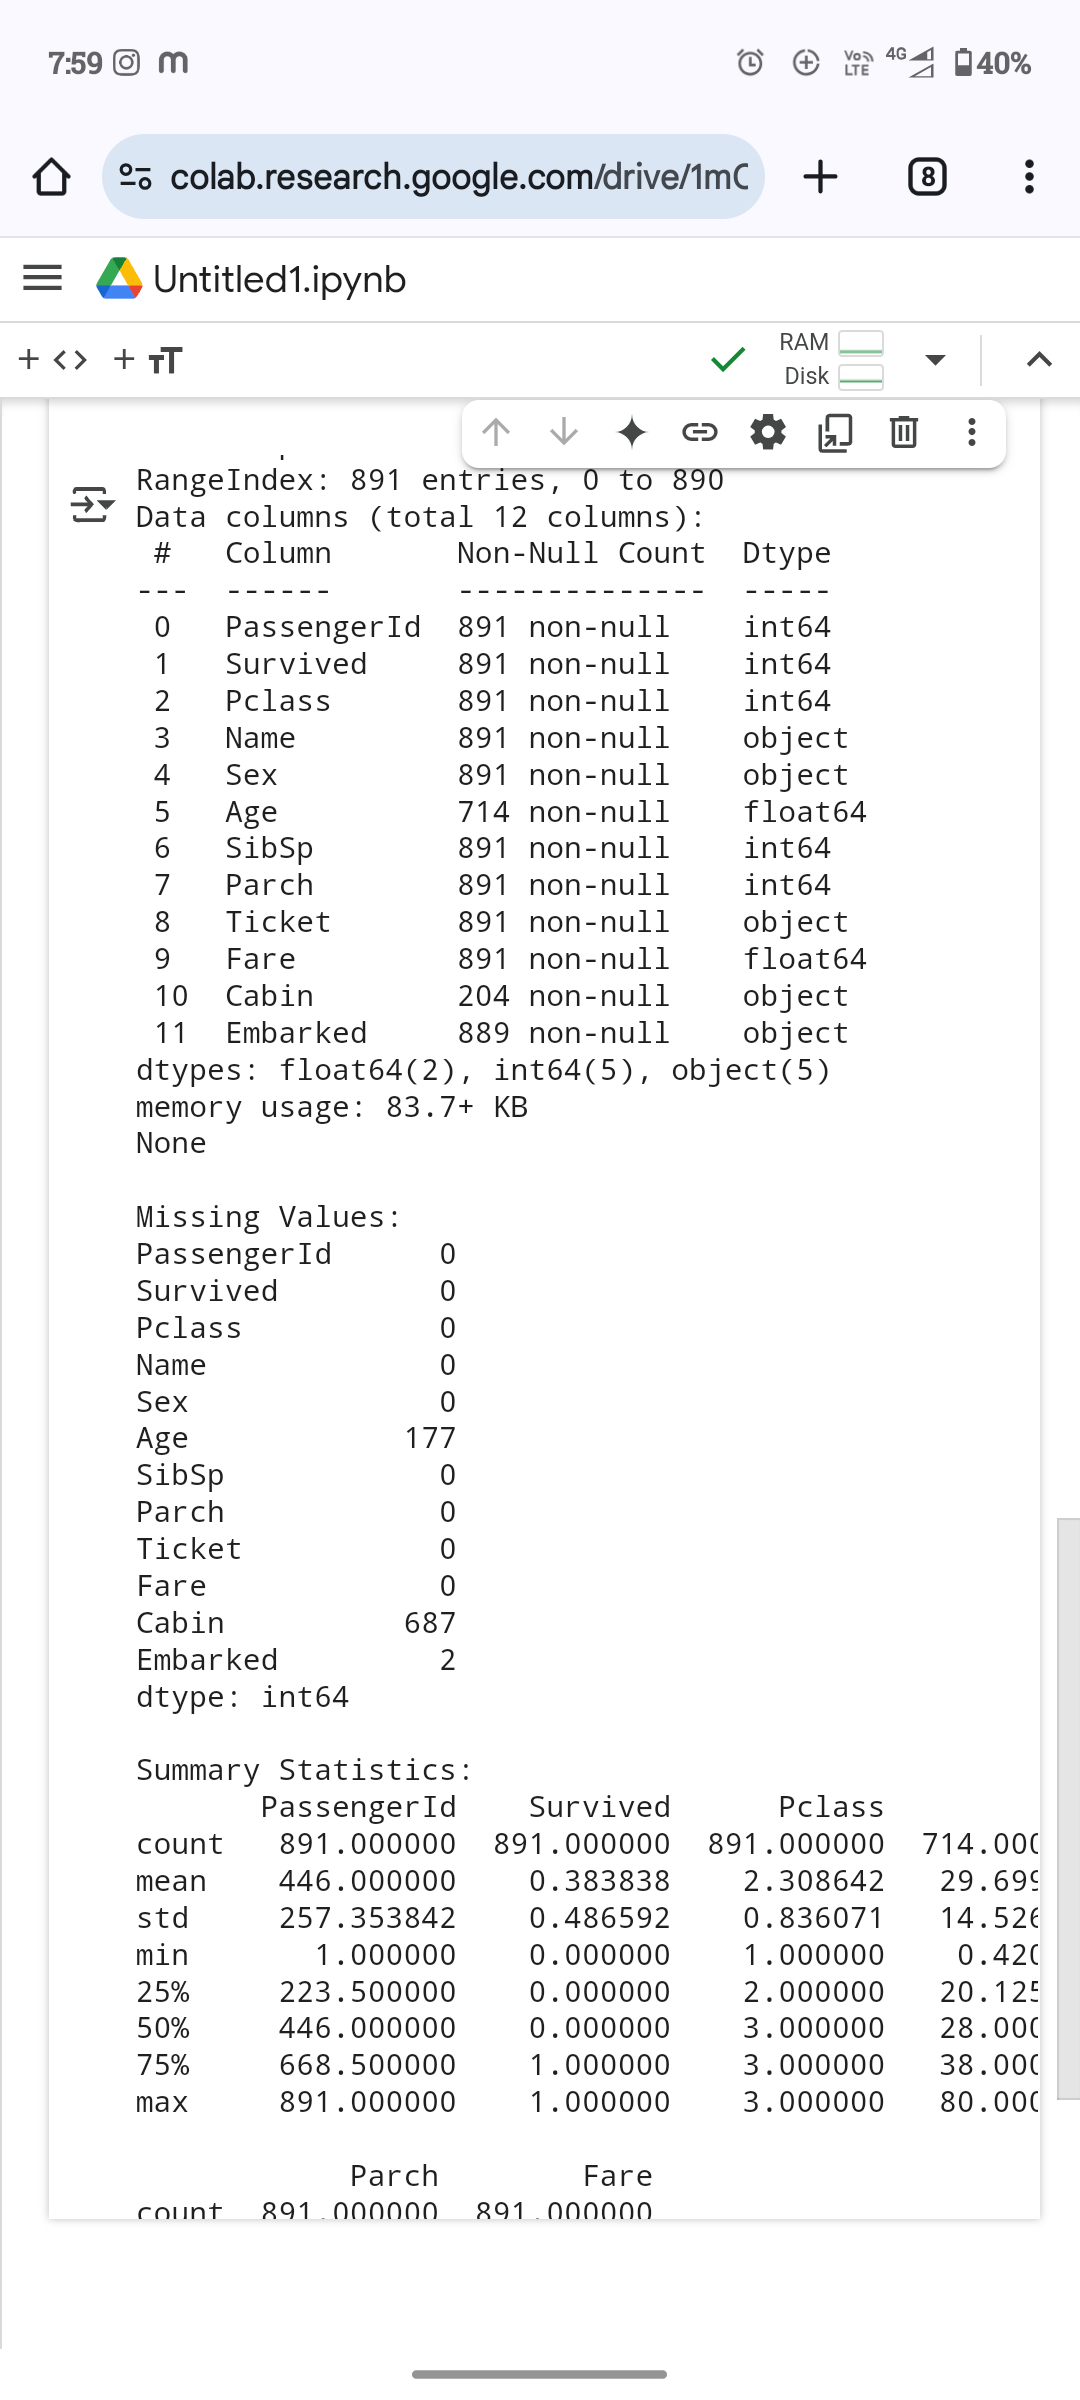 7:59
Vo LTE 4G 40%
colab.research.google.com/drive/1mC
8
Untitled1.ipynb
RAM
Disk
RangeIndex: 891 entries, 0 to 890
Data columns (total 12 columns):
# Column Non-Null Count Dtype
--- ------ -------------- -----
0 PassengerId 891 non-null int64
1 Survived 891 non-null int64
2 Pclass 891 non-null int64
3 Name 891 non-null object
4 Sex 891 non-null object
5 Age 714 non-null float64
6 SibSp 891 non-null int64
7 Parch 891 non-null int64
8 Ticket 891 non-null object
9 Fare 891 non-null float64
10 Cabin 204 non-null object
11 Embarked 889 non-null object
dtypes: float64(2), int64(5), object(5)
memory usage: 83.7+ KB
None
Missing Values:
PassengerId 0
Survived 0
Pclass 0
Name 0
Sex 0
Age 177
SibSp 0
Parch 0
Ticket 0
Fare 0
Cabin 687
Embarked 2
dtype: int64
Summary Statistics:
PassengerId Survived Pclass
count 891.000000 891.000000 891.000000 714.000
mean 446.000000 0.383838 2.308642 29.699
std 257.353842 0.486592 0.836071 14.526
min 1.000000 0.000000 1.000000 0.420
25% 223.500000 0.000000 2.000000 20.125
50% 446.000000 0.000000 3.000000 28.000
75% 668.500000 1.000000 3.000000 38.000
max 891.000000 1.000000 3.000000 80.000
Parch Fare
count 891.000000 891.000000